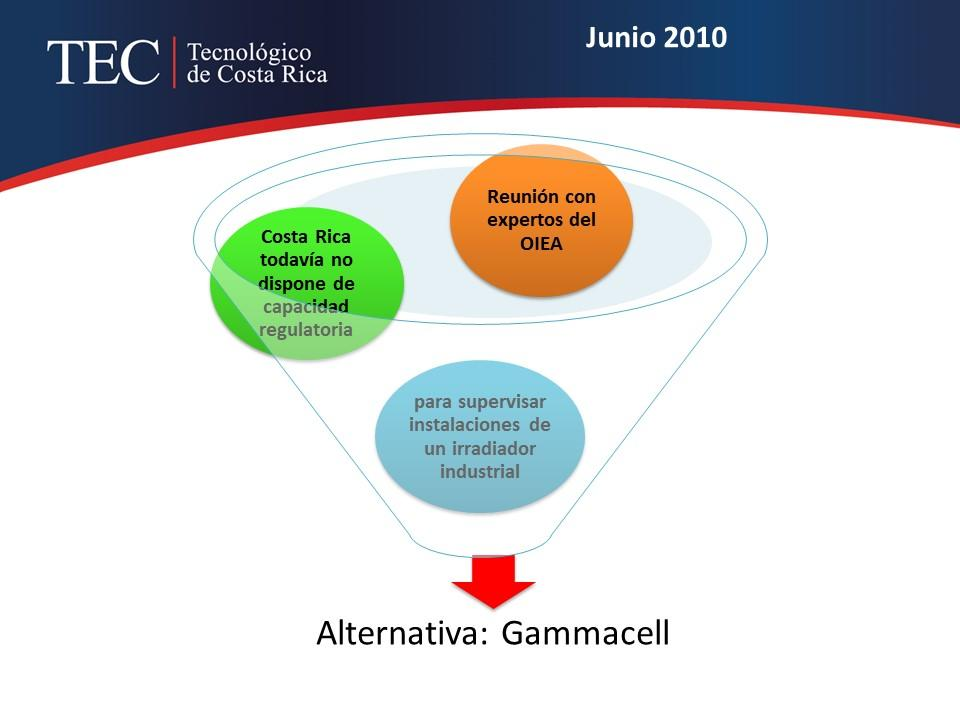 TEC
Tecnológico
de Costa Rica
Junio 2010
Reunión con
expertos del
OIEA
Costa Rica
todavía no
dispone de
capacidad
regulatoria
para supervisar
instalaciones de
un irradiador
industrial
Alternativa: Gammacell